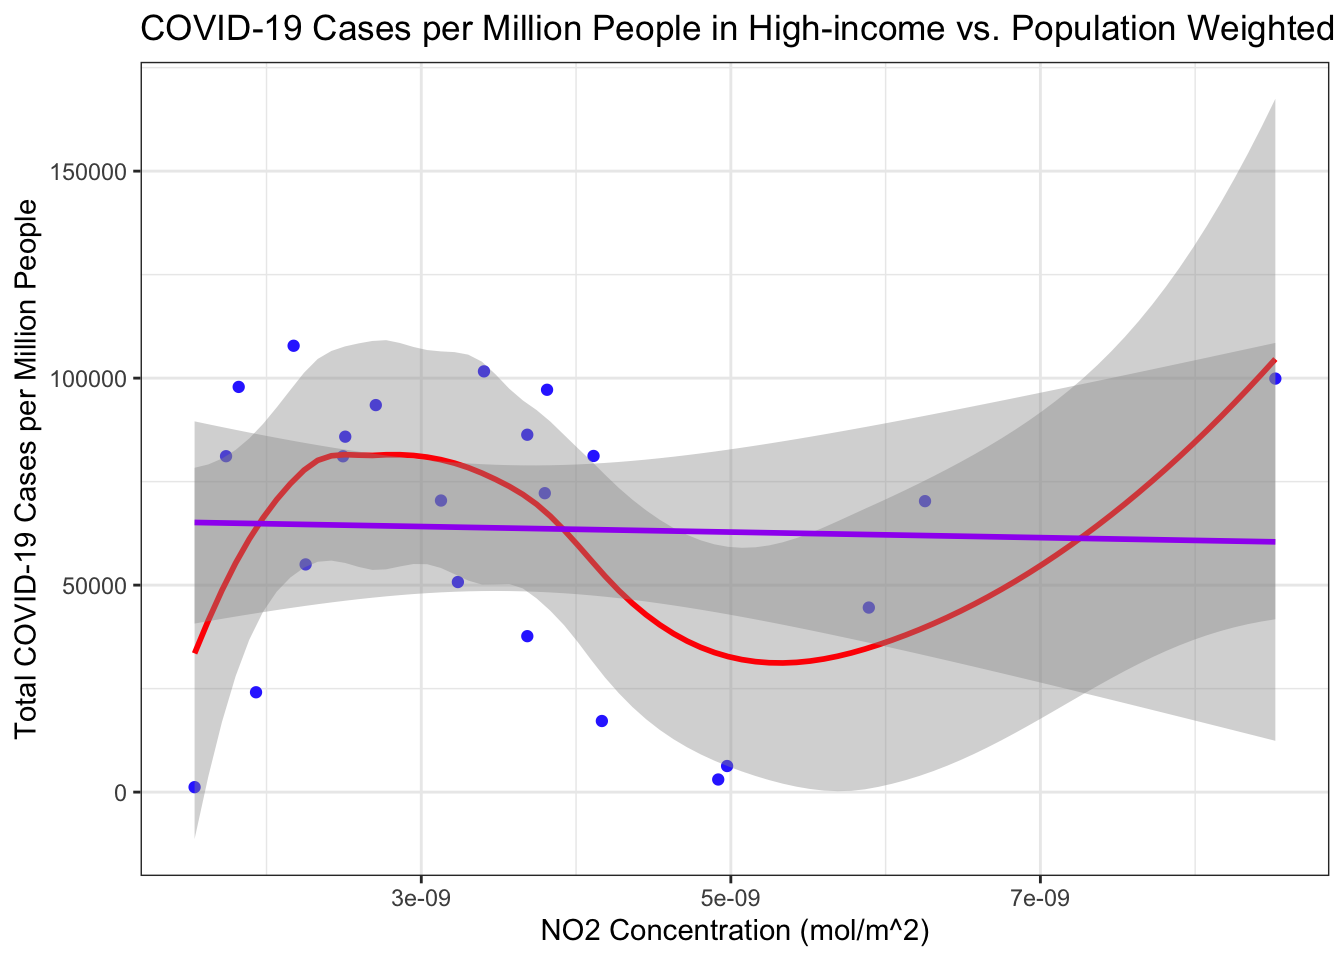 COVID-19 Cases per Million People in High-income vs. Population Weighted
Total COVID-19 Cases per Million People
150000
100000
50000
0
3e-09 5e-09 7e-09
NO2 Concentration (mol/m^2)